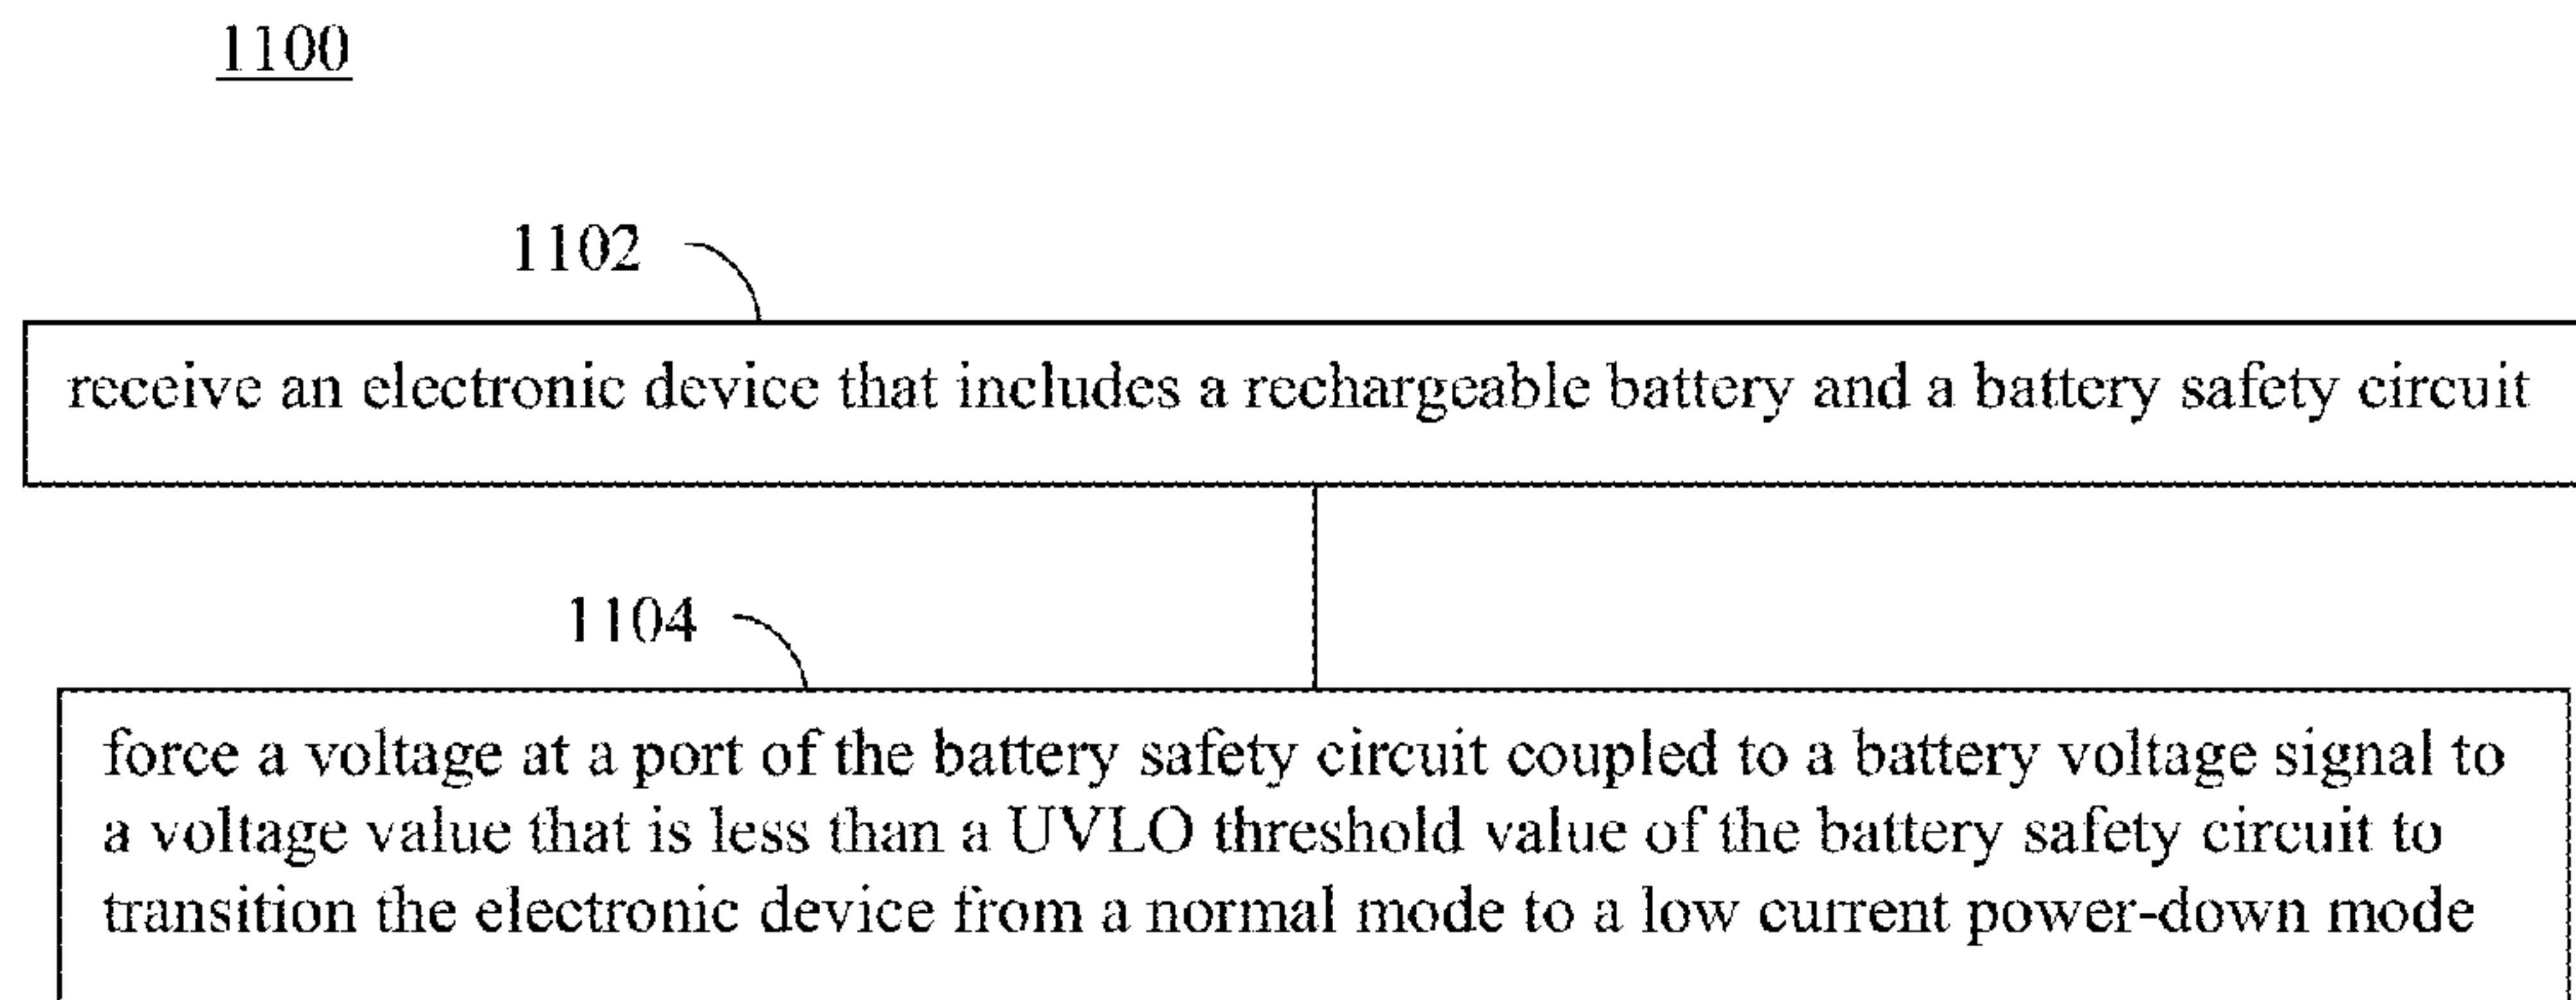 1100
1102
receive an electronic device that includes a rechargeable battery and a battery safety circuit
1104
force a voltage at a port of the battery safety circuit coupled to a battery voltage signal to
a voltage value that is less than a UVLO threshold value of the battery safety circuit to
transition the electronic device from a normal mode to a low current power-down mode